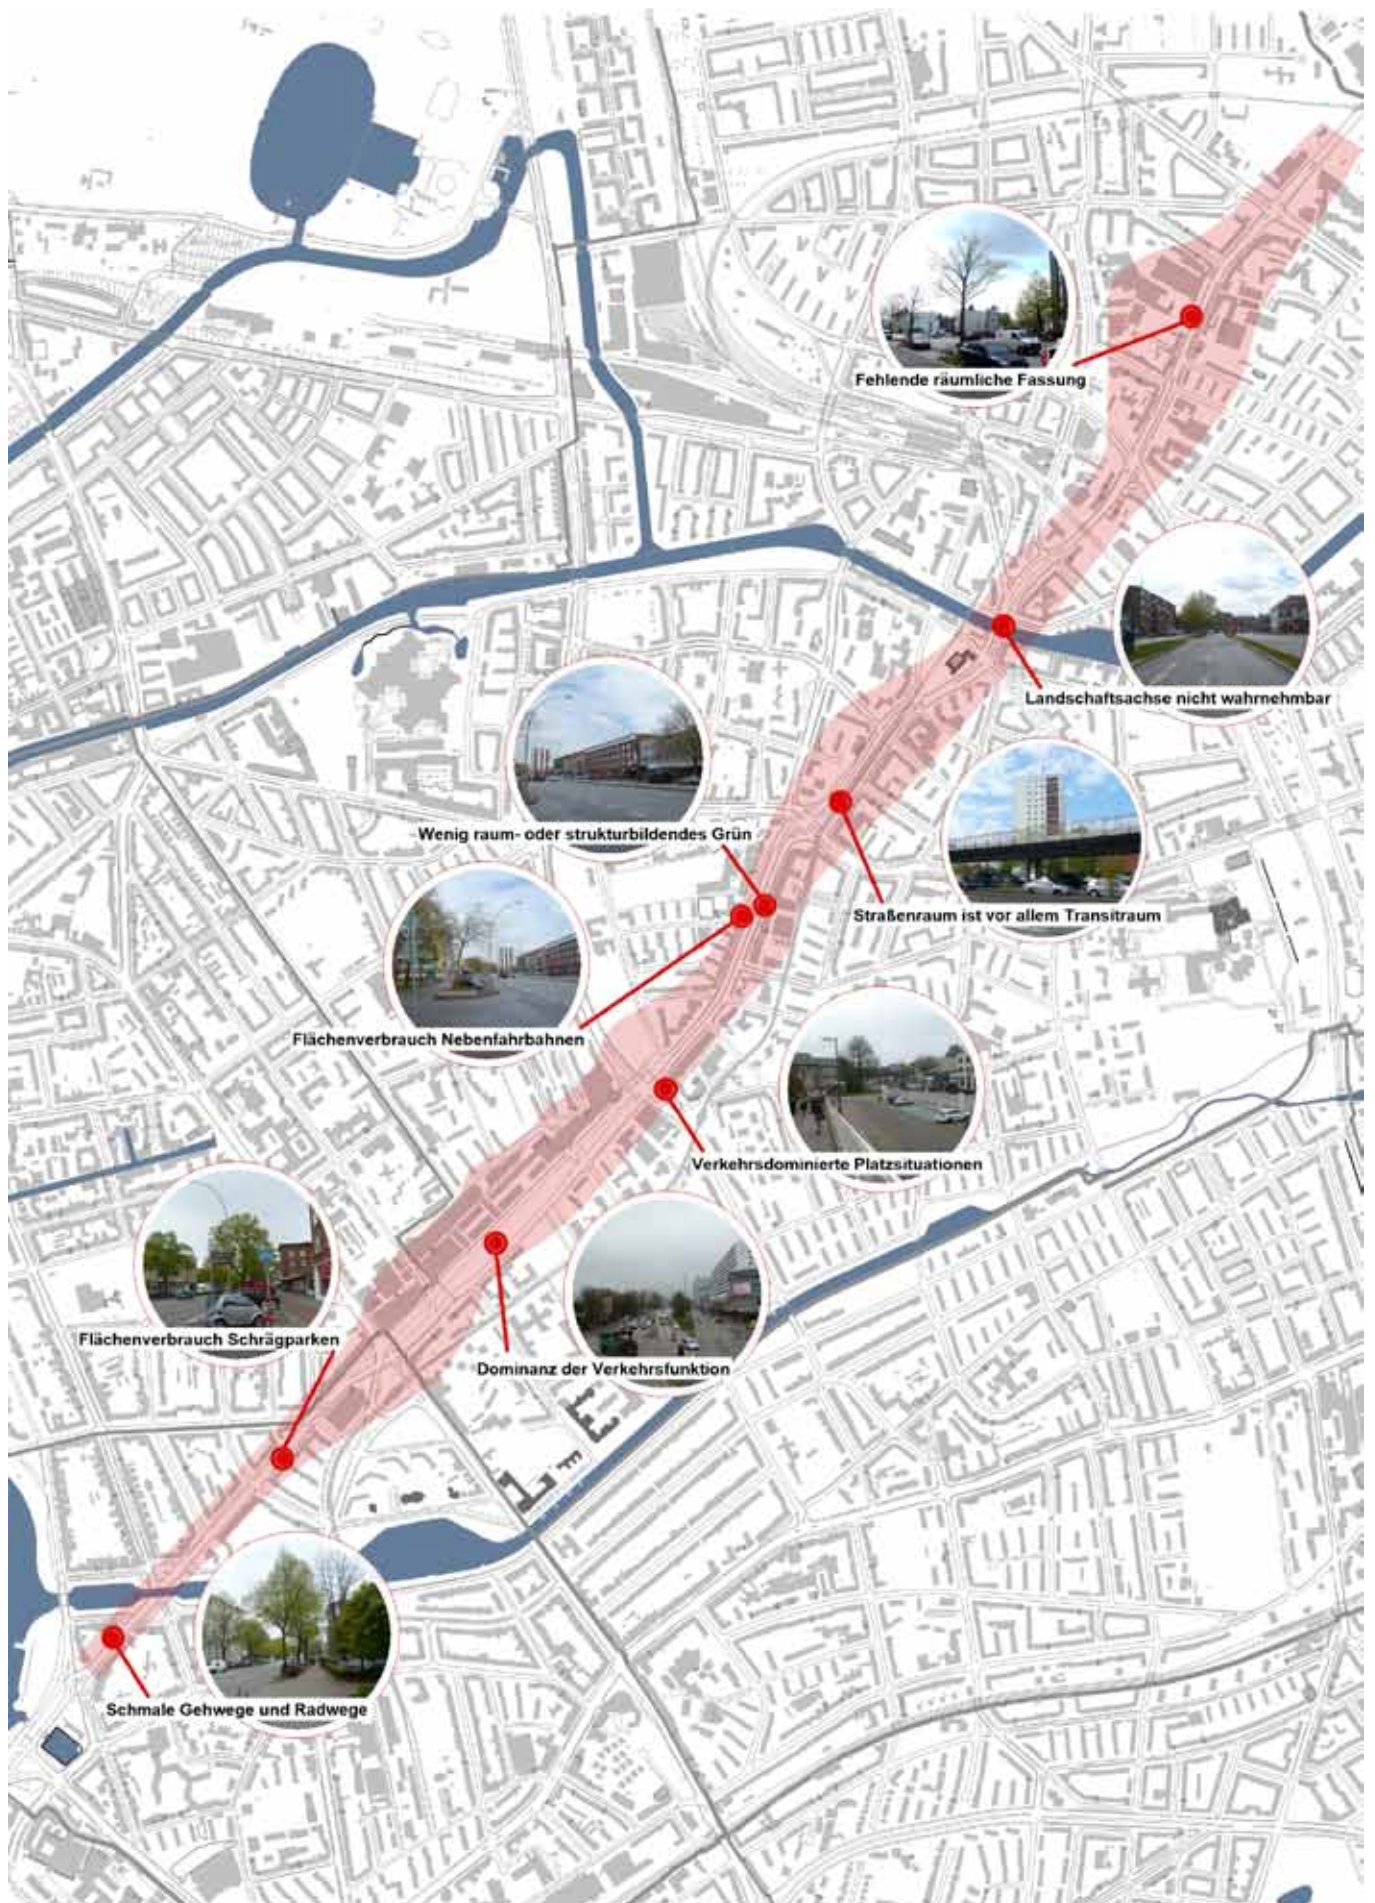 Fehlende räumliche Fassung
Landschaftsachse nicht wahrnehmbar
Wenig raum- oder strukturbildendes Grün
Straßenraum ist vor allem Transitraum
Flächenverbrauch Nebenfahrbahnen
Verkehrsdominierte Platzsituationen
Flächenverbrauch Schrägparken
Dominanz der Verkehrsfunktion
Schmale Gehwege und Radwege